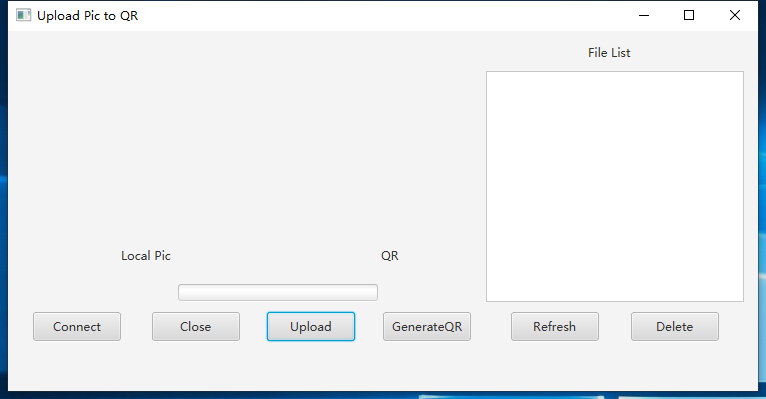 Upload Pic to QR
File List
Local Pic
QR
Connect
Close
Upload
GenerateQR
Refresh
Delete